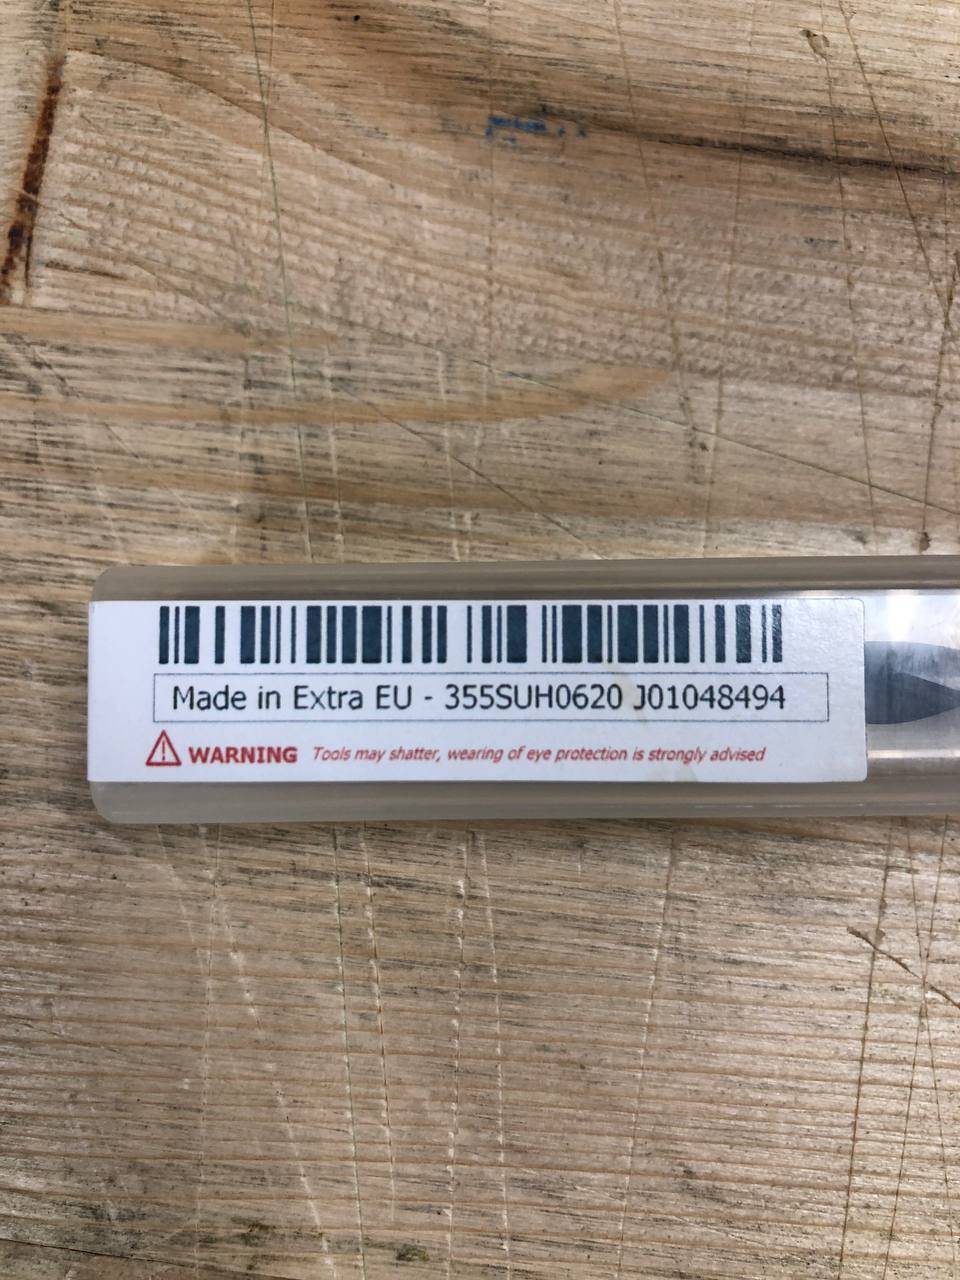 Made in Extra EU - 355SUH0620 J01048494
WARNING Tools may shatter, wearing of eye protection is strongly advised